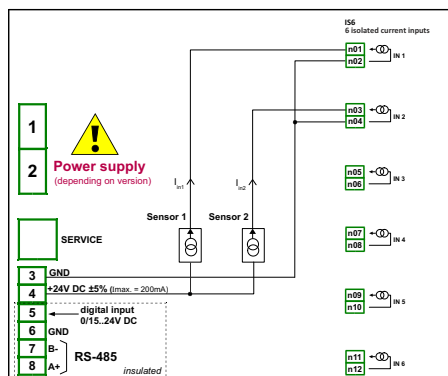 IS6
6 isolated current inputs
n01
n02
IN 1
n03
n04
IN 2
n05
n06
IN 3
n07
n08
IN 4
n09
n10
IN 5
n11
n12
IN 6
1
2
Power supply
(depending on version)
Iin1
Iin2
Sensor 1
Sensor 2
SERVICE
3 GND
4 +24V DC ±5% (Imax. = 200mA)
5 digital input
0/15..24V DC
6 GND
7 B-
8 A+
RS-485
insulated